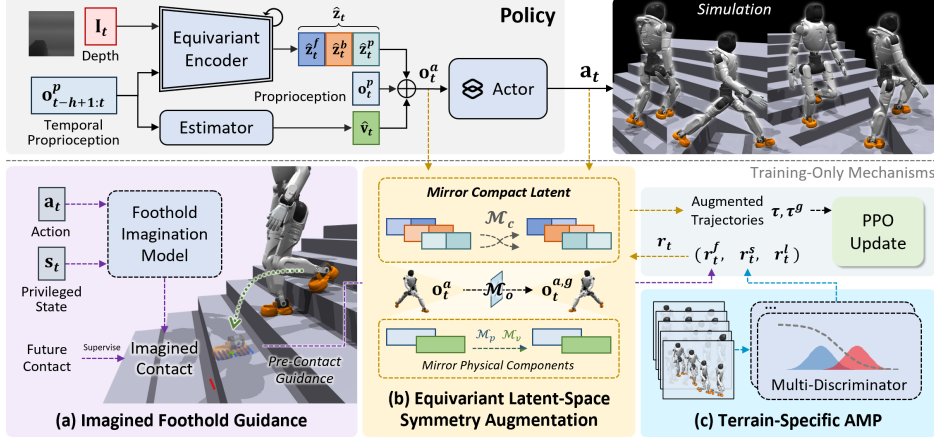 Policy
I_t
Depth
Equivariant
Encoder
ẑ_t
ẑ_t^f ẑ_t^b ẑ_t^p
o_{t-h+1:t}^p
Temporal
Proprioception
Estimator
Proprioception
o_t^p
v̂_t
o_t^a
Actor
a_t
Simulation
Training-Only Mechanisms
a_t
Action
s_t
Privileged
State
Foothold
Imagination
Model
Future
Contact
Supervise
Imagined
Contact
Pre-Contact
Guidance
(a) Imagined Foothold Guidance
Mirror Compact Latent
M_c
o_t^a M_o o_t^{a,g}
M_p M_v
Mirror Physical Components
(b) Equivariant Latent-Space
Symmetry Augmentation
Augmented
Trajectories τ, τ^g
r_t (r_t^f, r_t^s, r_t^l)
PPO
Update
...
Multi-Discriminator
(c) Terrain-Specific AMP